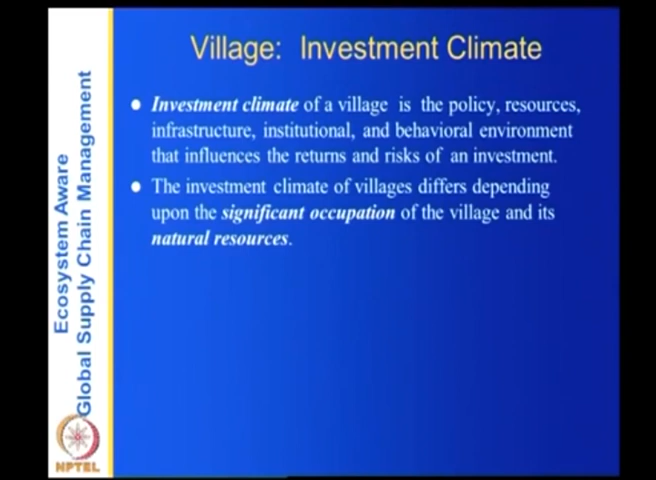 Village: Investment Climate
Investment climate of a village is the policy, resources,
infrastructure, institutional, and behavioral environment
that influences the returns and risks of an investment.
The investment climate of villages differs depending
upon the significant occupation of the village and its
natural resources.
Ecosystem Aware
Global Supply Chain Management
NPTEL